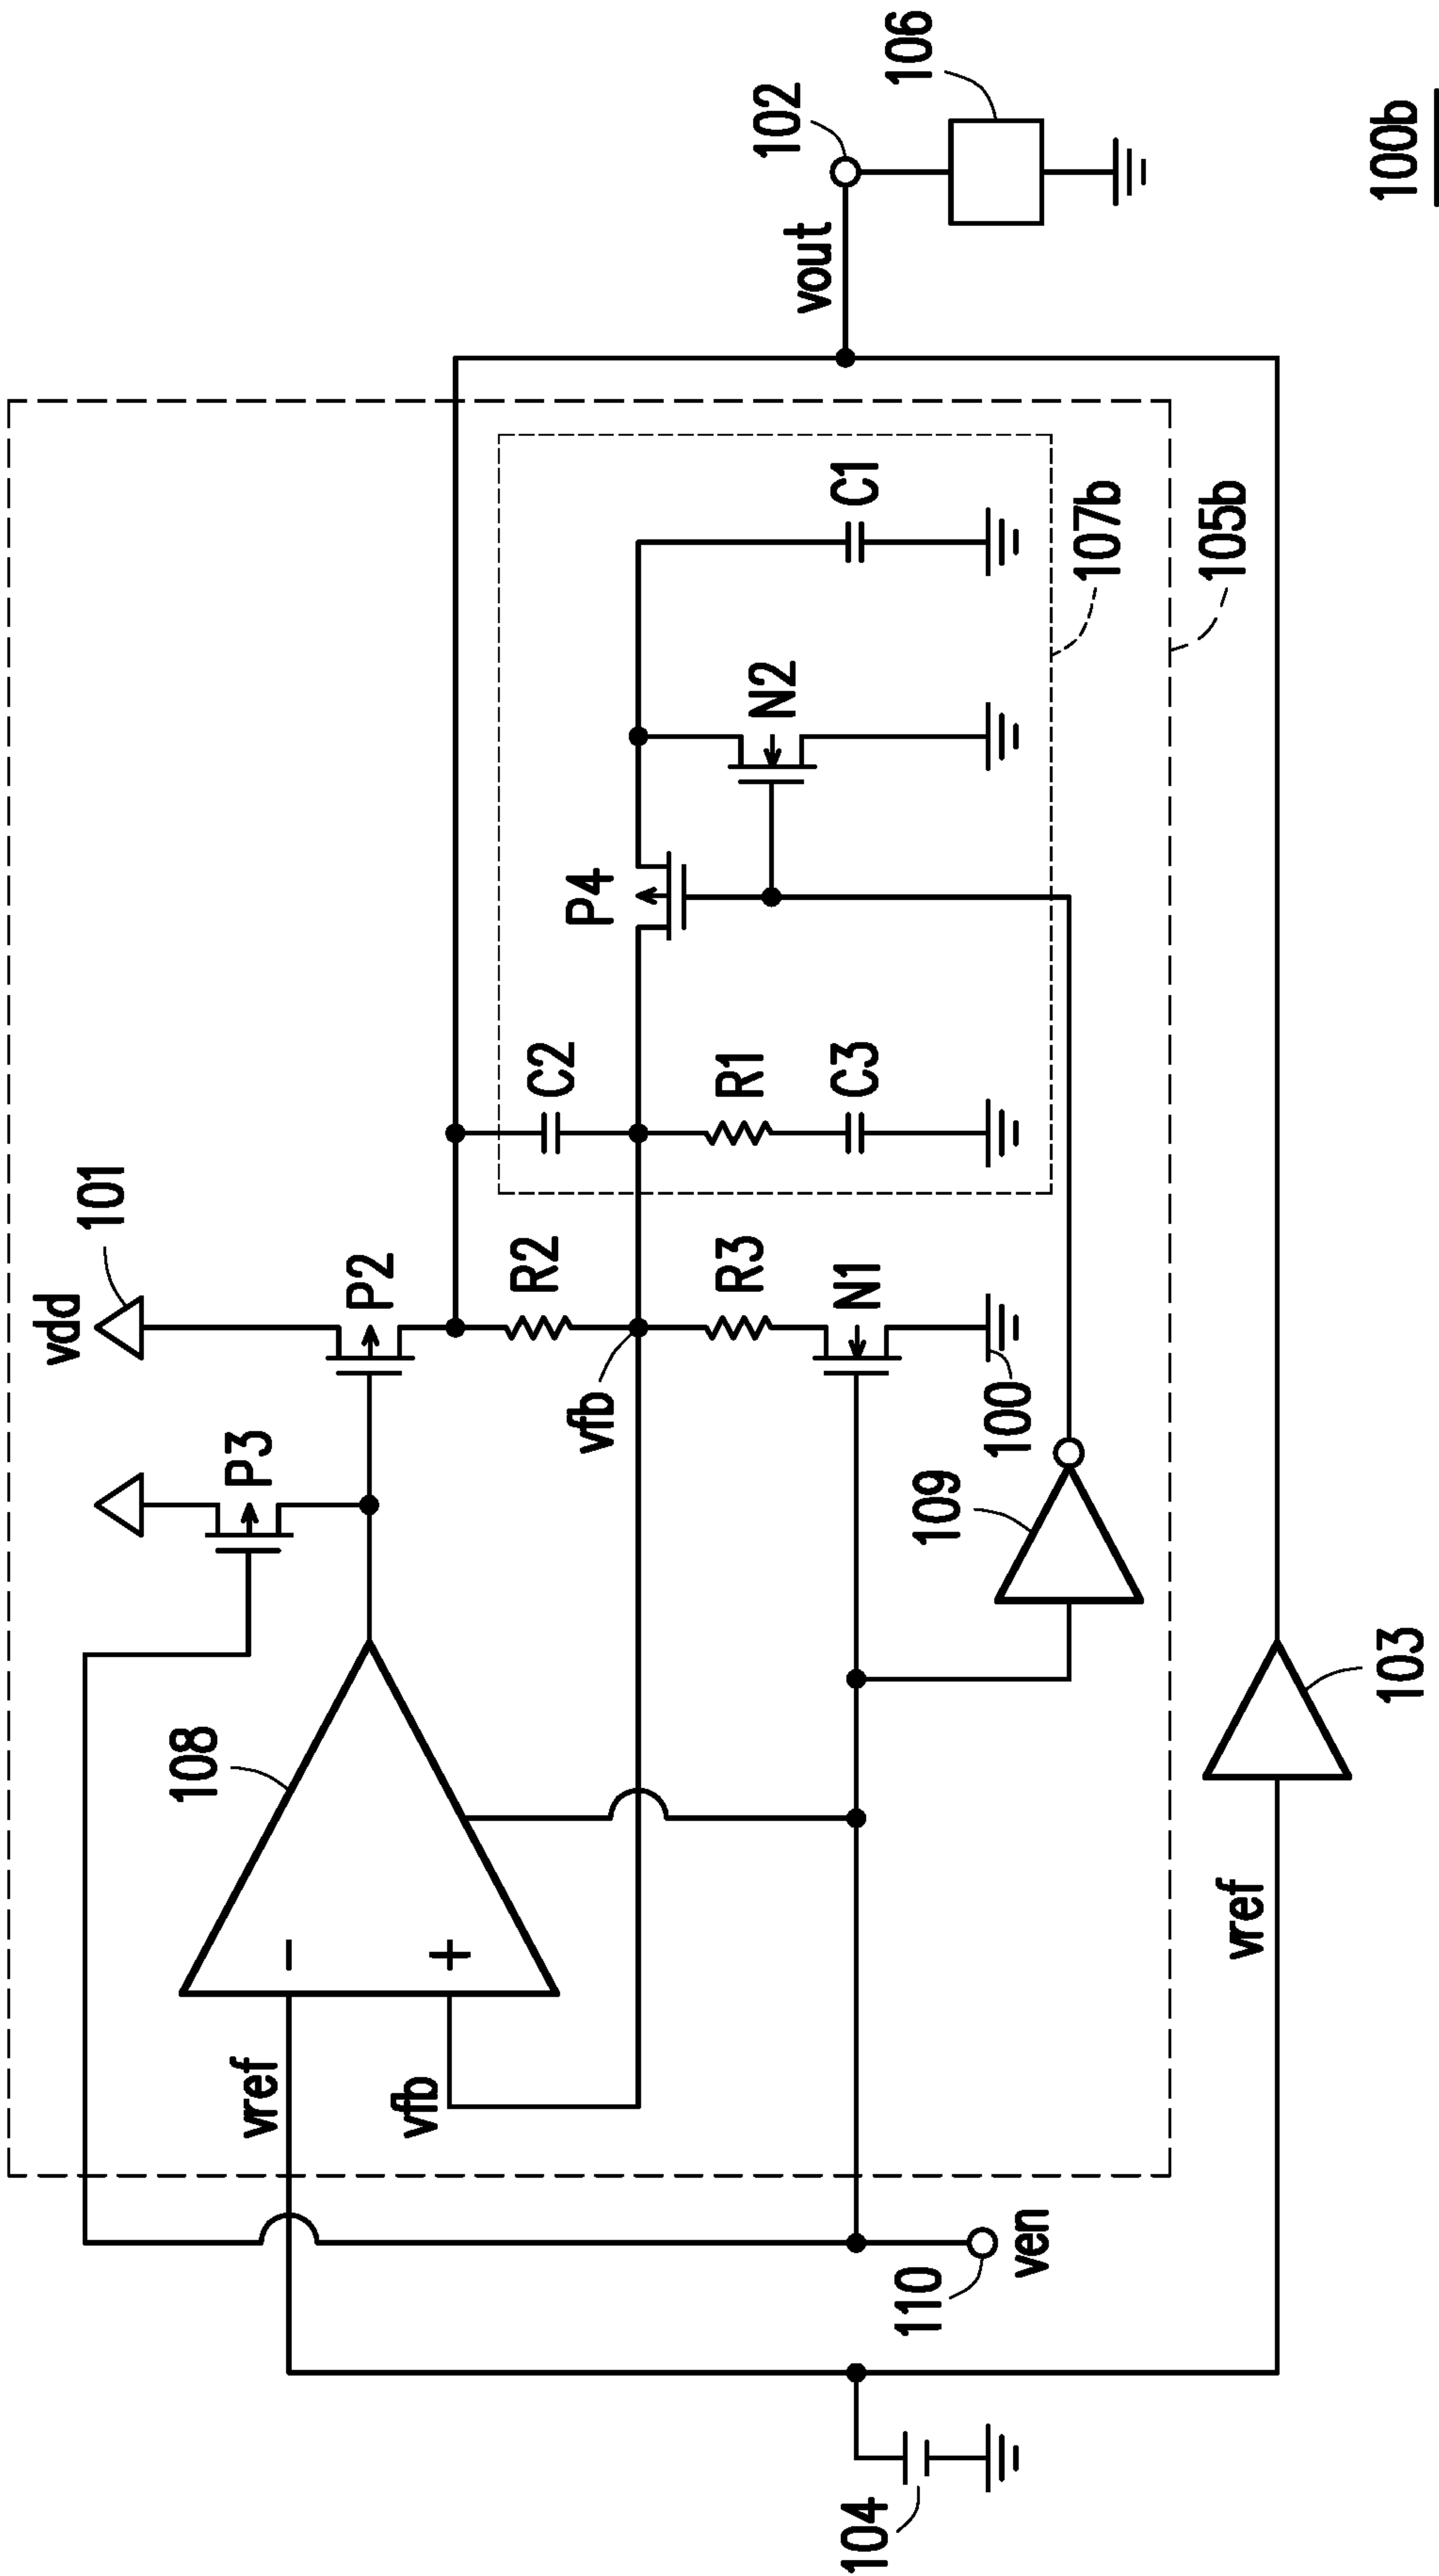 vdd
101
P3
P2
108
vref
−
vfb
+
vfb
R2
C2
P4
R3
R1
C3
N1
N2
C1
100
109
107b
105b
vout
102
106
104
110
ven
vref
103
100b